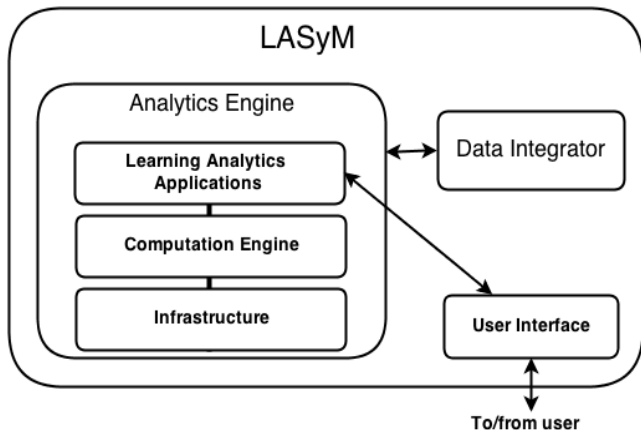 LASyM
Analytics Engine
Learning Analytics
Applications
Computation Engine
Infrastructure
Data Integrator
User Interface
To/from user